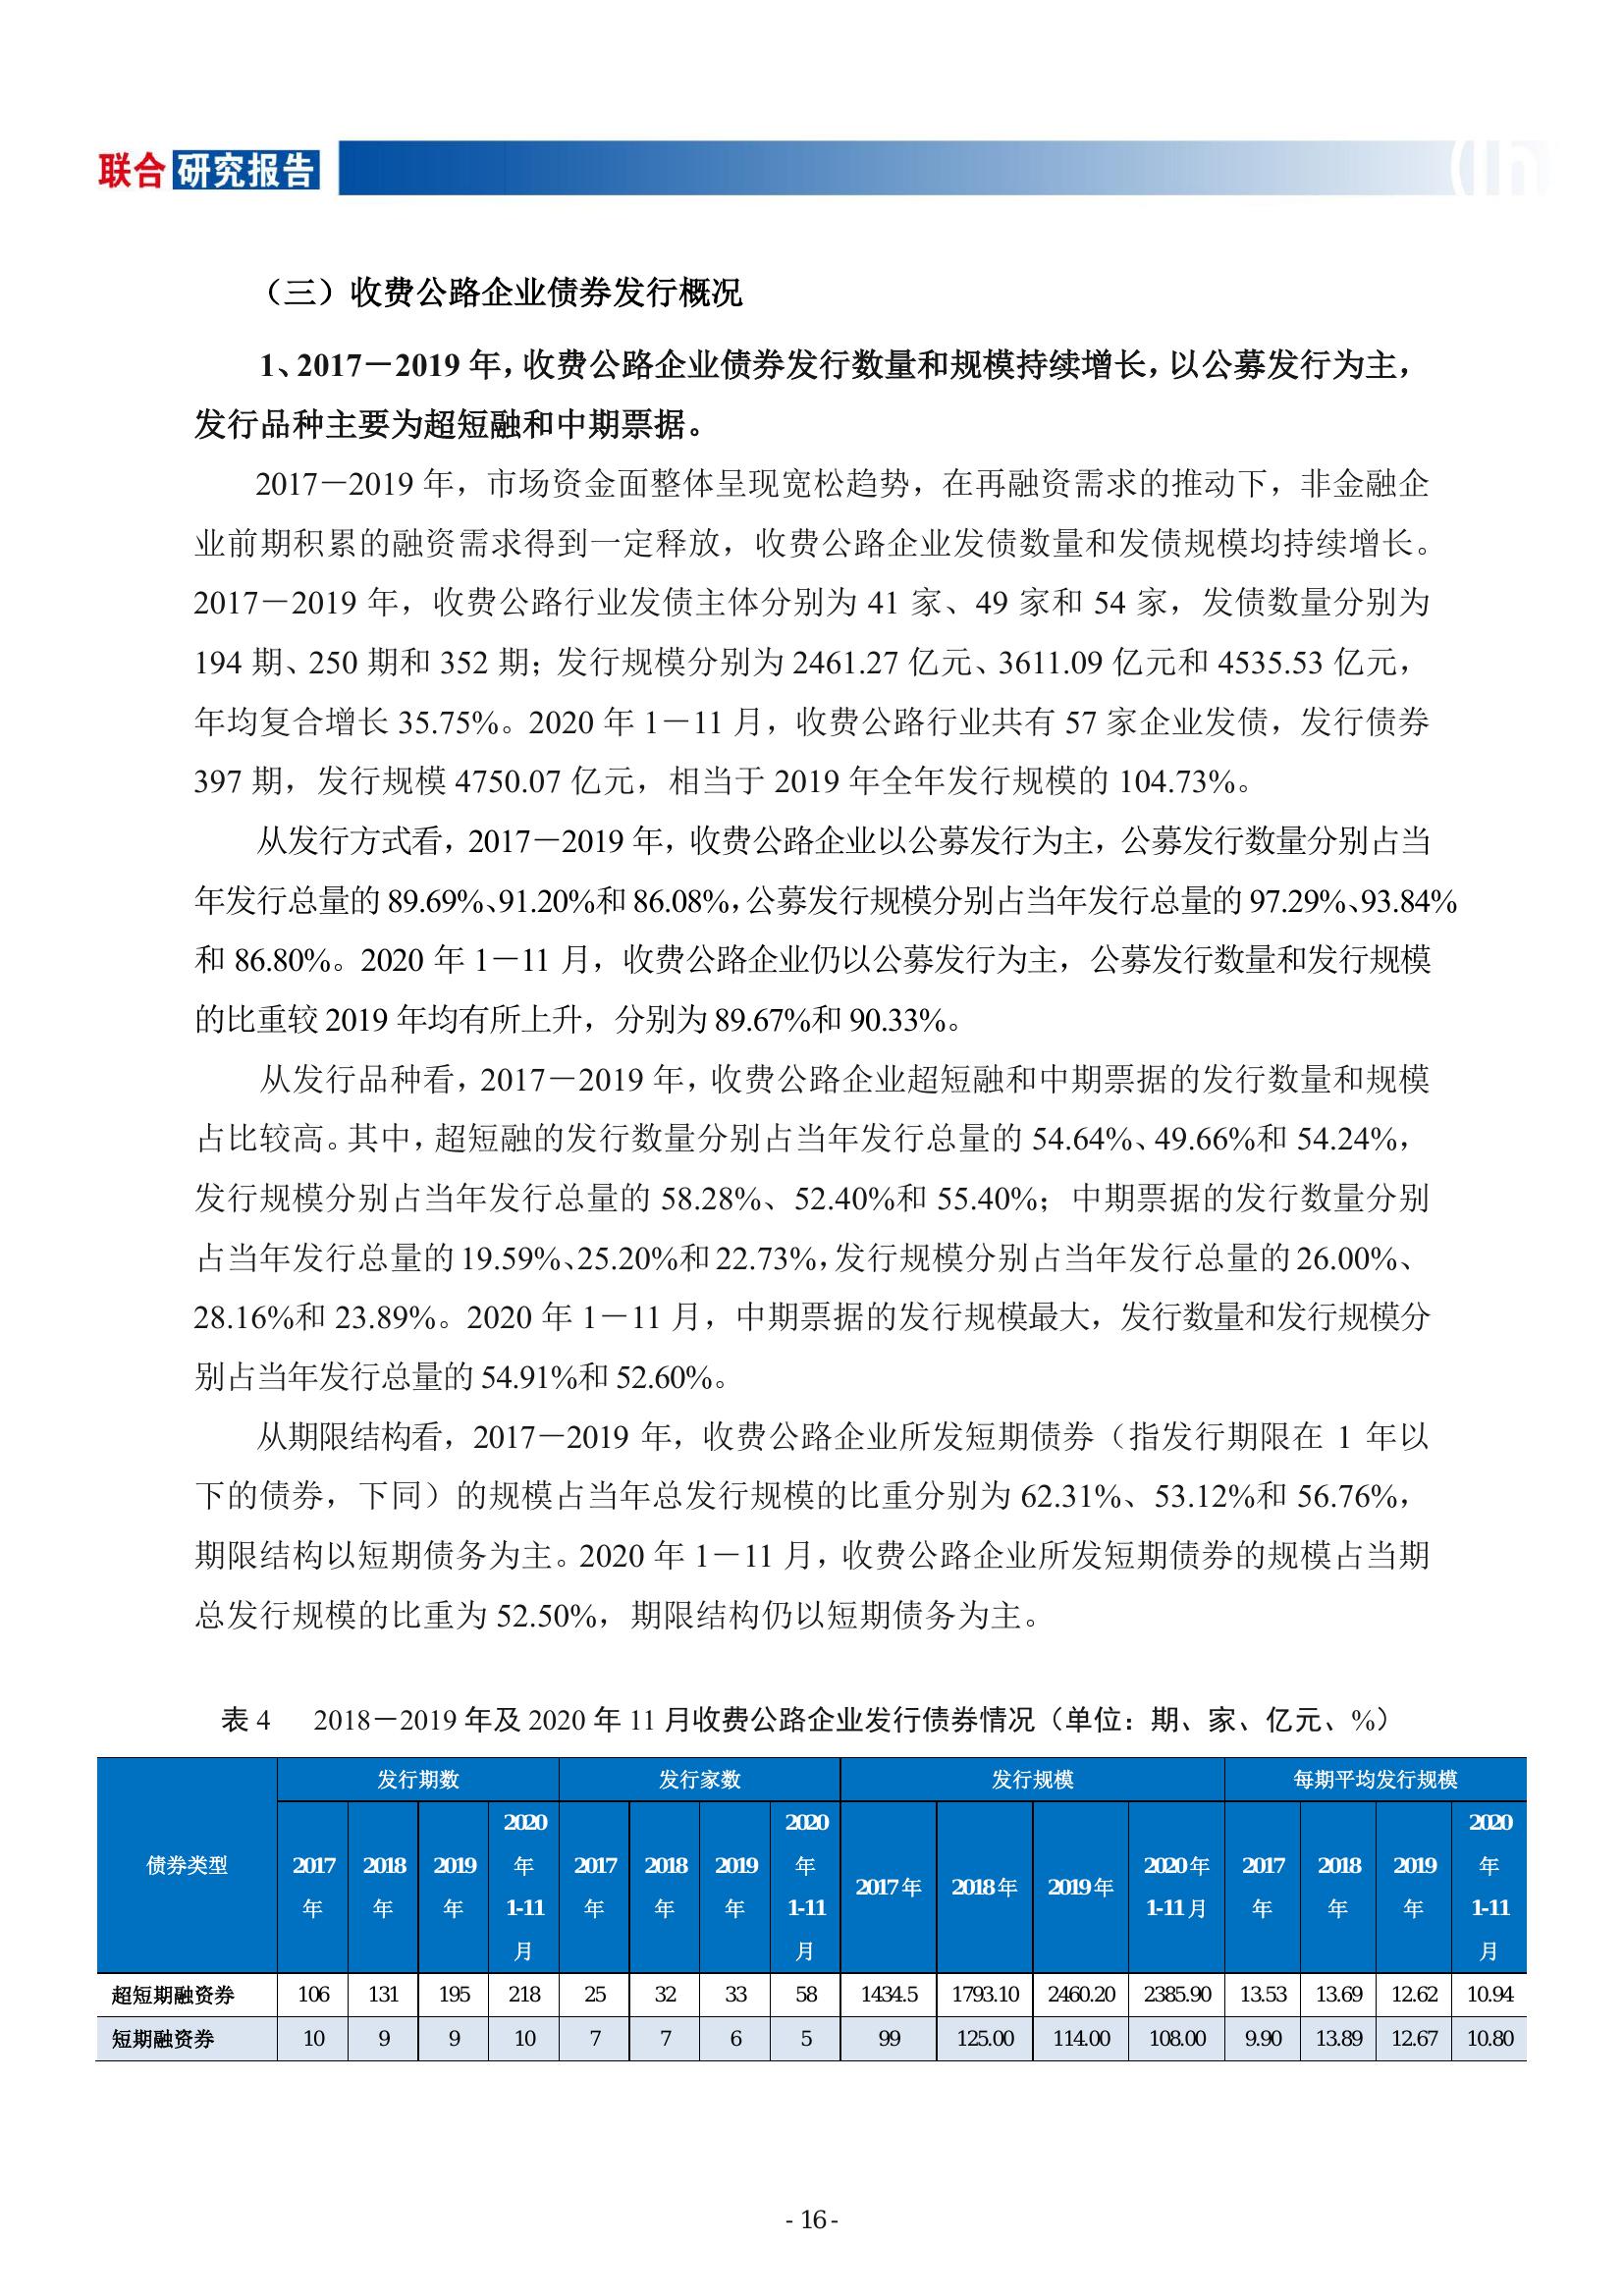 联合 研究报告
（三）收费公路企业债券发行概况
1、2017－2019 年，收费公路企业债券发行数量和规模持续增长，以公募发行为主，
发行品种主要为超短融和中期票据。
2017－2019 年，市场资金面整体呈现宽松趋势，在再融资需求的推动下，非金融企
业前期积累的融资需求得到一定释放，收费公路企业发债数量和发债规模均持续增长。
2017－2019 年，收费公路行业发债主体分别为 41 家、49 家和 54 家，发债数量分别为
194 期、250 期和 352 期；发行规模分别为 2461.27 亿元、3611.09 亿元和 4535.53 亿元，
年均复合增长 35.75%。2020 年 1－11 月，收费公路行业共有 57 家企业发债，发行债券
397 期，发行规模 4750.07 亿元，相当于 2019 年全年发行规模的 104.73%。
从发行方式看，2017－2019 年，收费公路企业以公募发行为主，公募发行数量分别占当
年发行总量的 89.69%、91.20%和 86.08%，公募发行规模分别占当年发行总量的 97.29%、93.84%
和 86.80%。2020 年 1－11 月，收费公路企业仍以公募发行为主，公募发行数量和发行规模
的比重较 2019 年均有所上升，分别为 89.67%和 90.33%。
从发行品种看，2017－2019 年，收费公路企业超短融和中期票据的发行数量和规模
占比较高。其中，超短融的发行数量分别占当年发行总量的 54.64%、49.66%和 54.24%，
发行规模分别占当年发行总量的 58.28%、52.40%和 55.40%；中期票据的发行数量分别
占当年发行总量的 19.59%、25.20%和 22.73%，发行规模分别占当年发行总量的 26.00%、
28.16%和 23.89%。2020 年 1－11 月，中期票据的发行规模最大，发行数量和发行规模分
别占当年发行总量的 54.91%和 52.60%。
从期限结构看，2017－2019 年，收费公路企业所发短期债券（指发行期限在 1 年以
下的债券，下同）的规模占当年总发行规模的比重分别为 62.31%、53.12%和 56.76%，
期限结构以短期债务为主。2020 年 1－11 月，收费公路企业所发短期债券的规模占当期
总发行规模的比重为 52.50%，期限结构仍以短期债务为主。
表 4 2018－2019 年及 2020 年 11 月收费公路企业发行债券情况（单位：期、家、亿元、%）
债券类型 发行期数 发行家数 发行规模 每期平均发行规模
2017年 2018年 2019年 2020年1-11月 2017年 2018年 2019年 2020年1-11月 2017年 2018年 2019年 2020年1-11月 2017年 2018年 2019年 2020年1-11月
超短期融资券 106 131 195 218 25 32 33 58 1434.5 1793.10 2460.20 2385.90 13.53 13.69 12.62 10.94
短期融资券 10 9 9 10 7 7 6 5 99 125.00 114.00 108.00 9.90 13.89 12.67 10.80
- 16 -